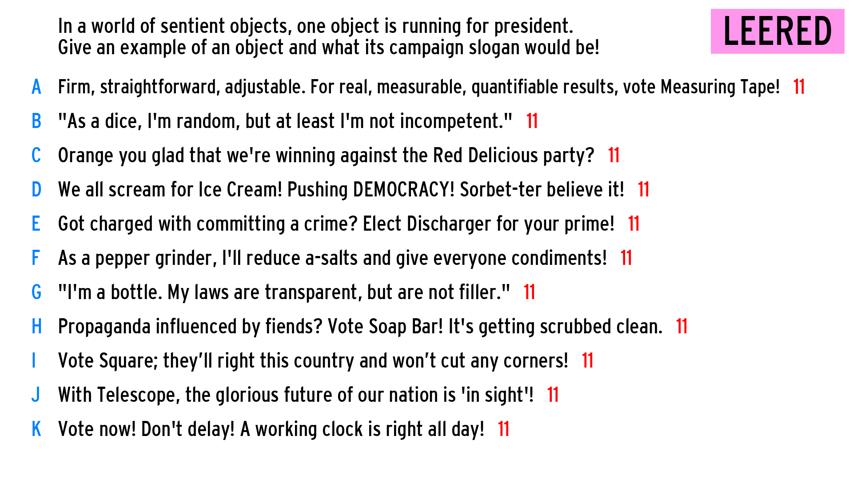 In a world of sentient objects, one object is running for president.
Give an example of an object and what its campaign slogan would be!
LEERED
A Firm, straightforward, adjustable. For real, measurable, quantifiable results, vote Measuring Tape! 11
B "As a dice, I'm random, but at least I'm not incompetent." 11
C Orange you glad that we're winning against the Red Delicious party? 11
D We all scream for Ice Cream! Pushing DEMOCRACY! Sorbet-ter believe it! 11
E Got charged with committing a crime? Elect Discharger for your prime! 11
F As a pepper grinder, I'll reduce a-salts and give everyone condiments! 11
G "I'm a bottle. My laws are transparent, but are not filler." 11
H Propaganda influenced by fiends? Vote Soap Bar! It's getting scrubbed clean. 11
I Vote Square; they’ll right this country and won’t cut any corners! 11
J With Telescope, the glorious future of our nation is 'in sight'! 11
K Vote now! Don't delay! A working clock is right all day! 11